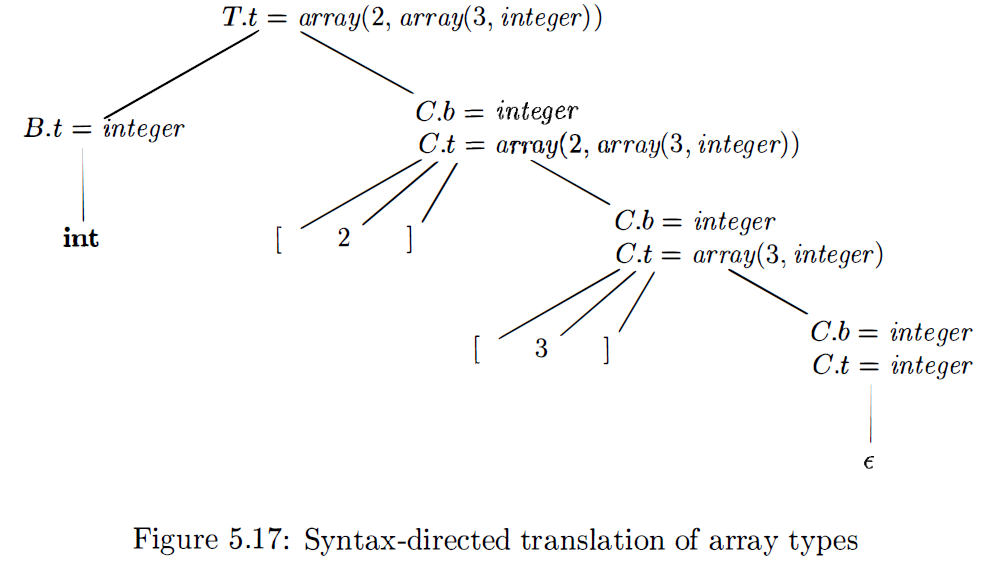 T.t = array(2, array(3, integer))
C.b = integer
B.t = integer
C.t = array(2, array(3, integer))
int
[ 2 ]
C.b = integer
C.t = array(3, integer)
[ 3 ]
C.b = integer
C.t = integer
ϵ
Figure 5.17: Syntax-directed translation of array types